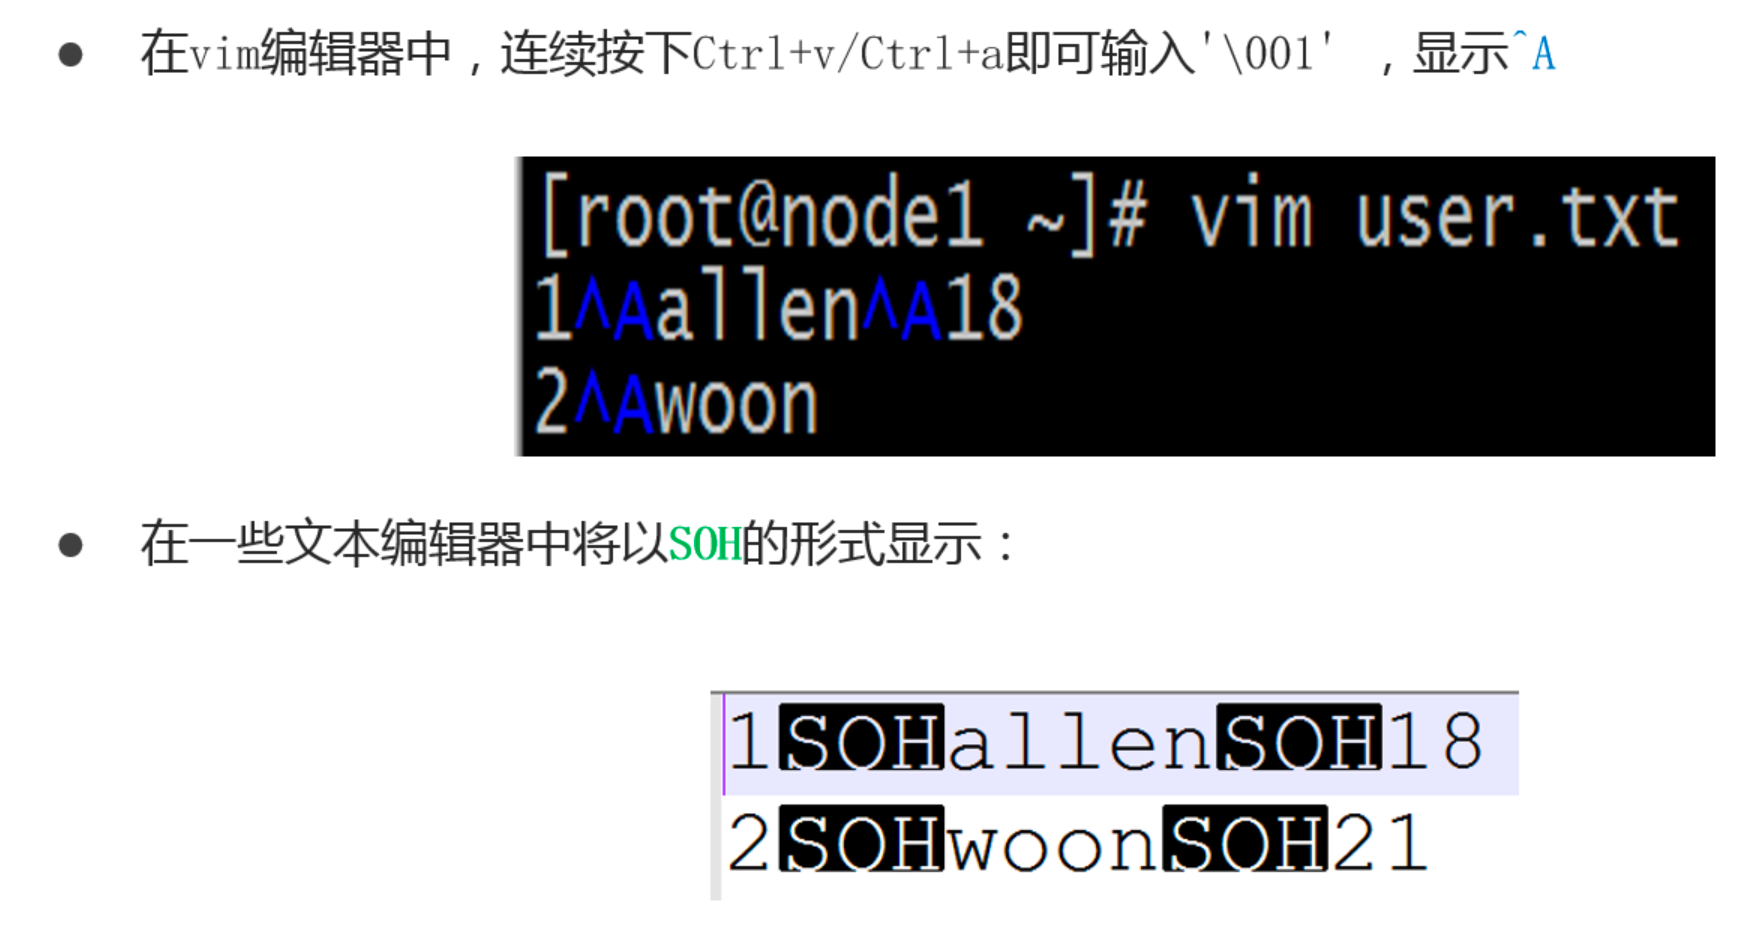 ● 在vim编辑器中，连续按下Ctrl+v/Ctrl+a即可输入'\001' ，显示^A
[root@node1 ~]# vim user.txt
1^Aallen^A18
2^Awoon
● 在一些文本编辑器中将以SOH的形式显示：
1SOHallenSOH18
2SOHwoonSOH21